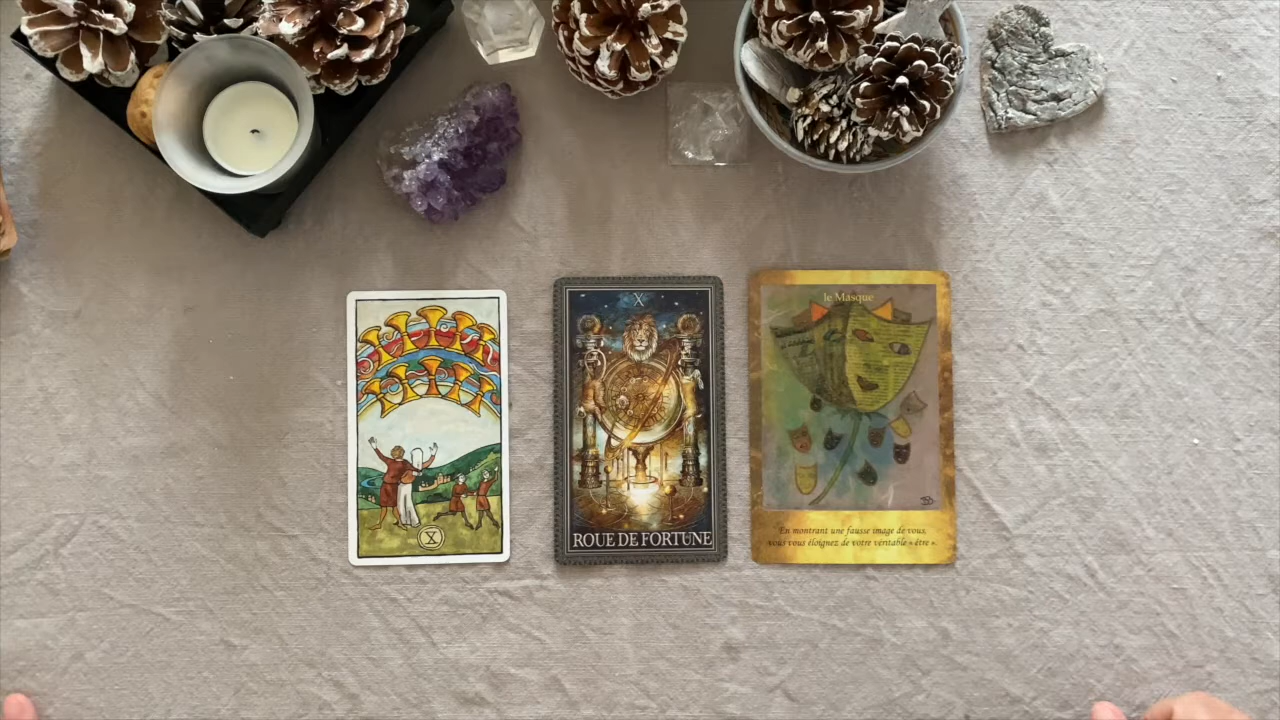 X
X
ROUE DE FORTUNE
le Masque
En montrant une fausse image de vous,
vous vous éloignez de votre véritable « être ».